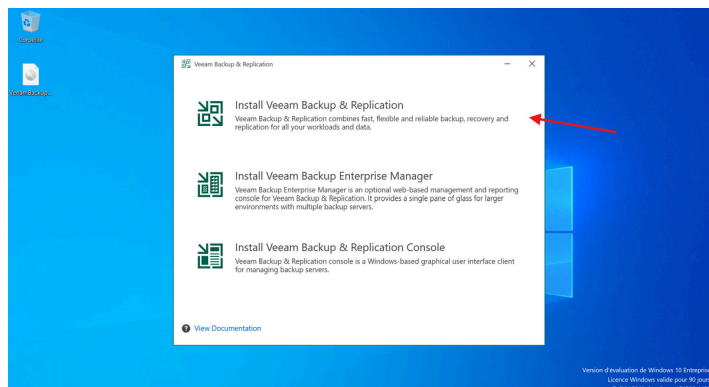 Corbeille
VeeamBackup...
Veeam Backup & Replication
Install Veeam Backup & Replication
Veeam Backup & Replication combines fast, flexible and reliable backup, recovery and
replication for all your workloads and data.
Install Veeam Backup Enterprise Manager
Veeam Backup Enterprise Manager is an optional web-based management and reporting
console for Veeam Backup & Replication. It provides a single pane of glass for larger
environments with multiple backup servers.
Install Veeam Backup & Replication Console
Veeam Backup & Replication console is a Windows-based graphical user interface client
for managing backup servers.
View Documentation
Version d'évaluation de Windows 10 Entreprise
Licence Windows valide pour 90 jours